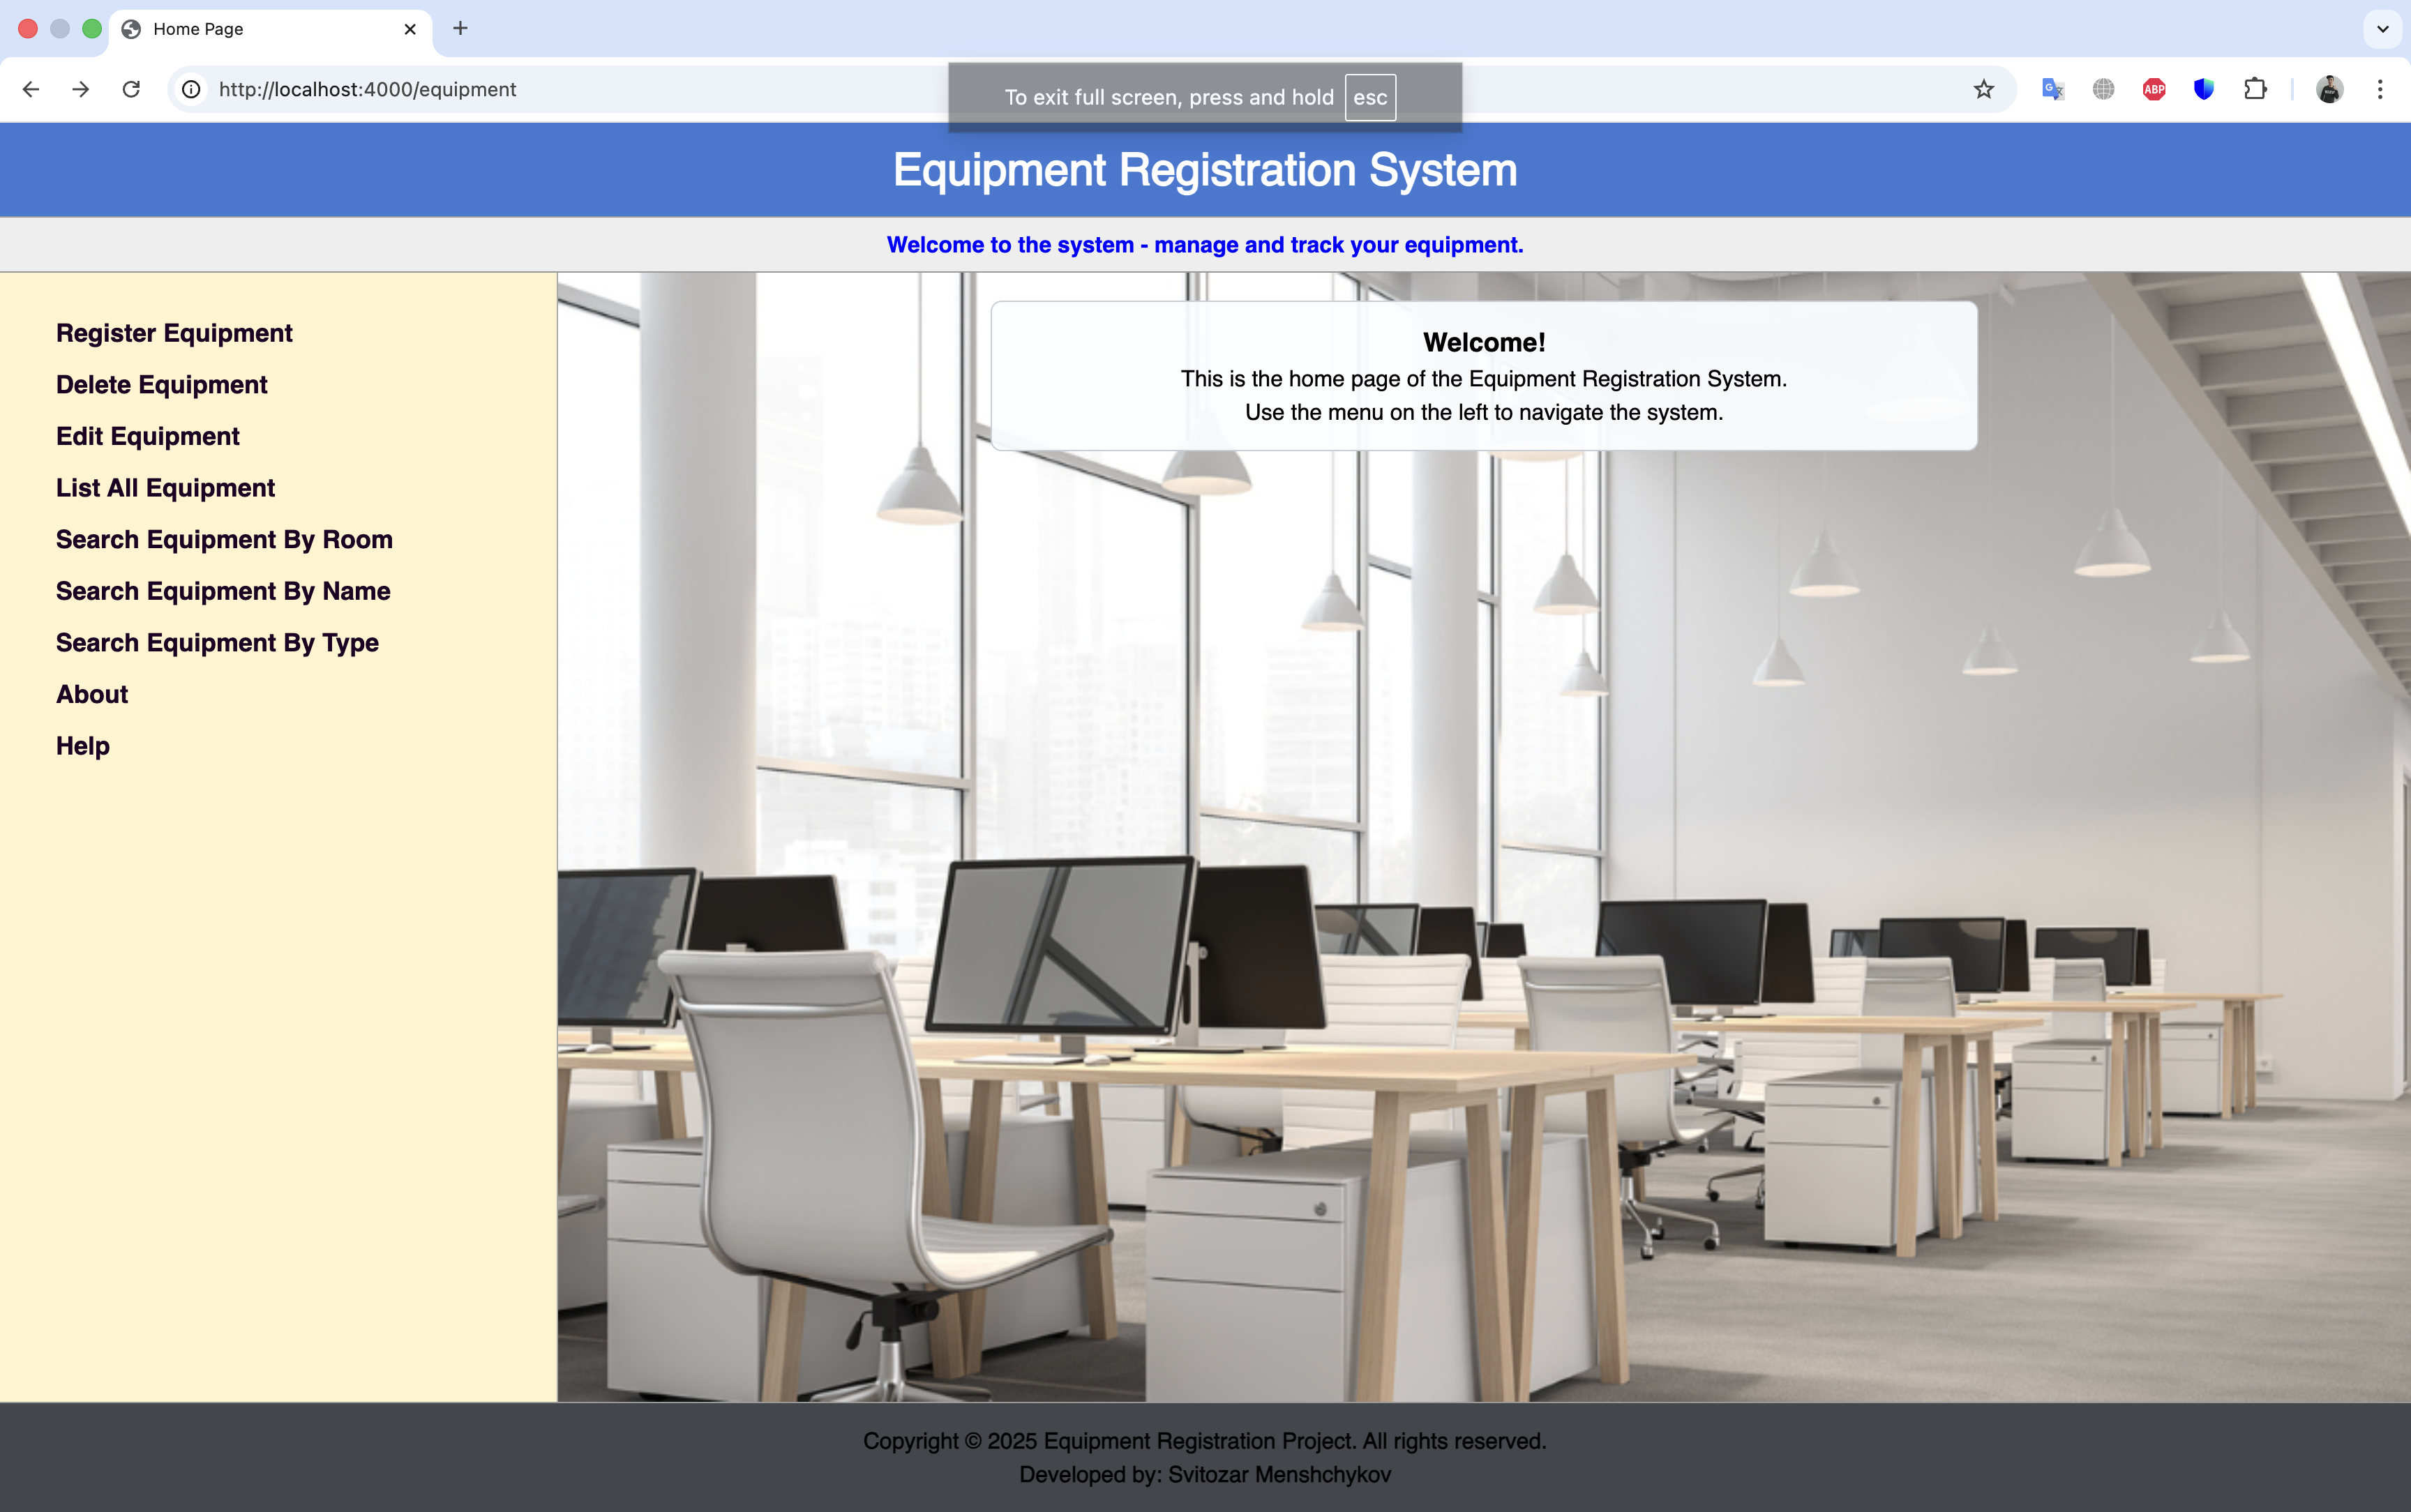 Home Page
http://localhost:4000/equipment
To exit full screen, press and hold esc
ABP
Equipment Registration System
Welcome to the system - manage and track your equipment.
Register Equipment
Delete Equipment
Edit Equipment
List All Equipment
Search Equipment By Room
Search Equipment By Name
Search Equipment By Type
About
Help
Welcome!
This is the home page of the Equipment Registration System.
Use the menu on the left to navigate the system.
Copyright © 2025 Equipment Registration Project. All rights reserved.
Developed by: Svitozar Menshchykov